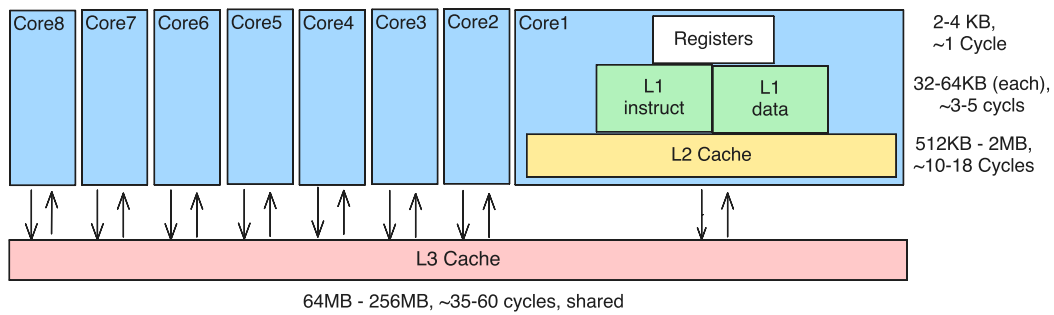 Core8
Core7
Core6
Core5
Core4
Core3
Core2
Core1
Registers
2-4 KB,
~1 Cycle
L1
instruct
L1
data
32-64KB (each),
~3-5 cycls
L2 Cache
512KB - 2MB,
~10-18 Cycles
L3 Cache
64MB - 256MB, ~35-60 cycles, shared